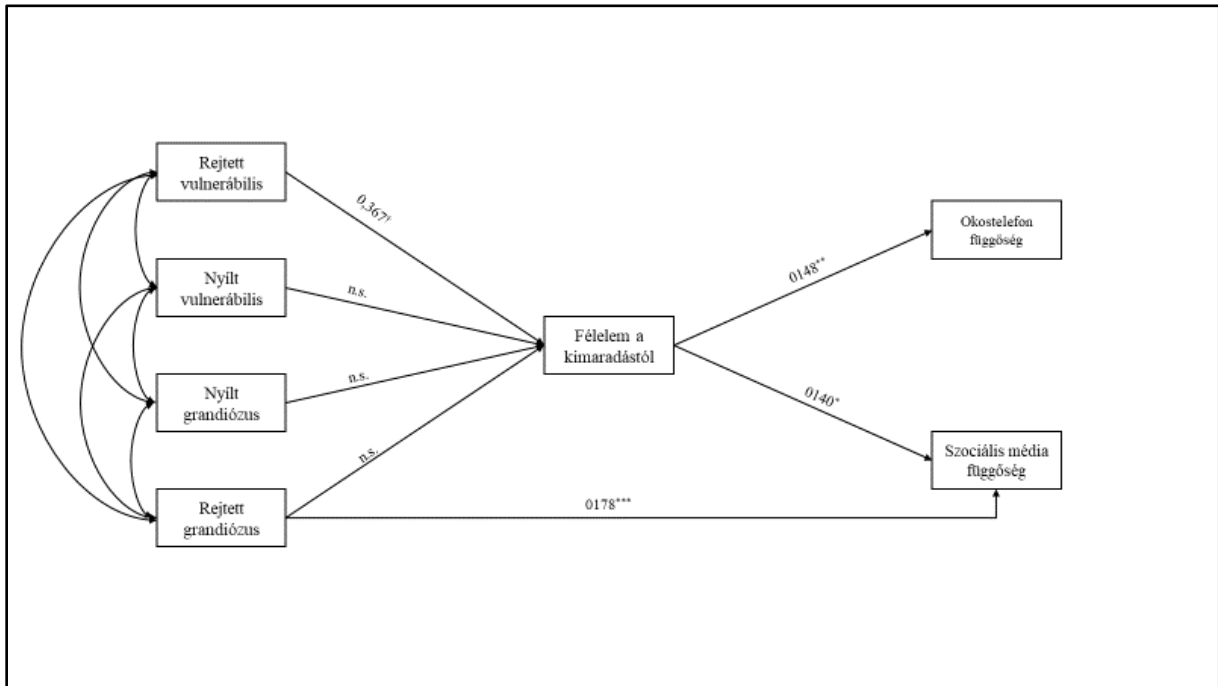 Rejtett
vulnerábilis
0,367†
Nyílt
vulnerábilis
n.s.
Nyílt
grandiózus
n.s.
Rejtett
grandiózus
n.s.
Félelem a
kimaradástól
0148**
0140*
0178***
Okostelefon
függőség
Szociális média
függőség